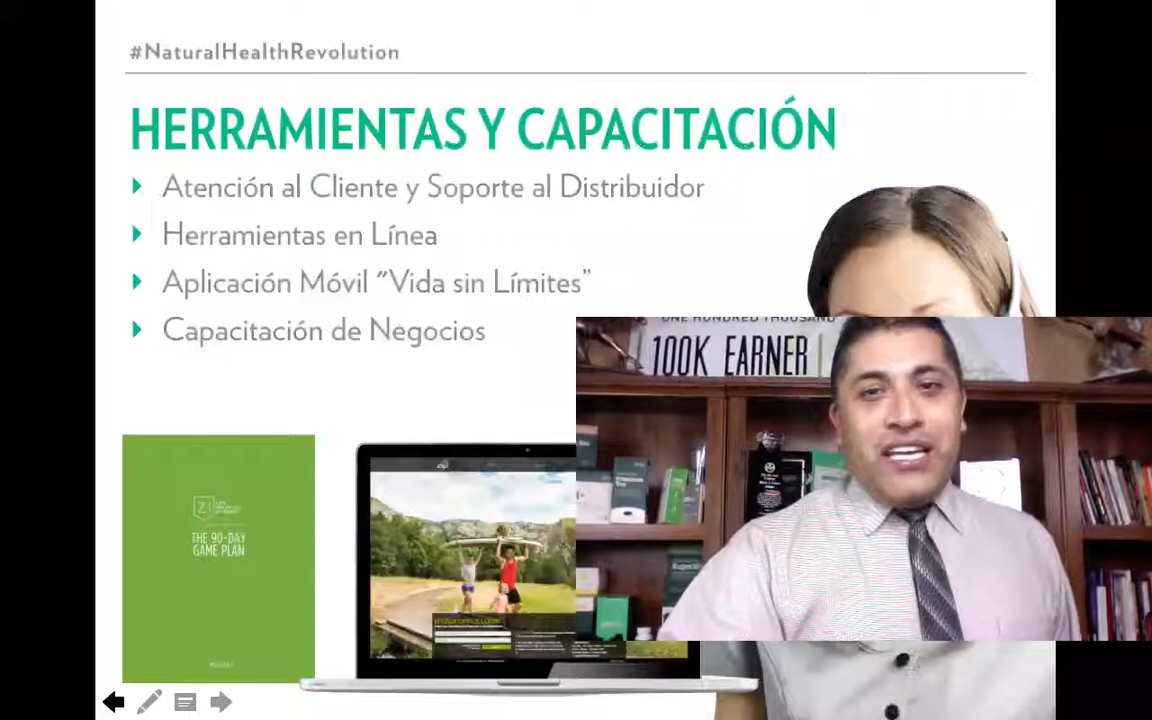 #NaturalHealthRevolution
HERRAMIENTAS Y CAPACITACIÓN
Atención al Cliente y Soporte al Distribuidor
Herramientas en Línea
Aplicación Móvil "Vida sin Límites"
Capacitación de Negocios
ONE HUNDRED THOUSAND
100K EARNER
THE 90-DAY
GAME PLAN